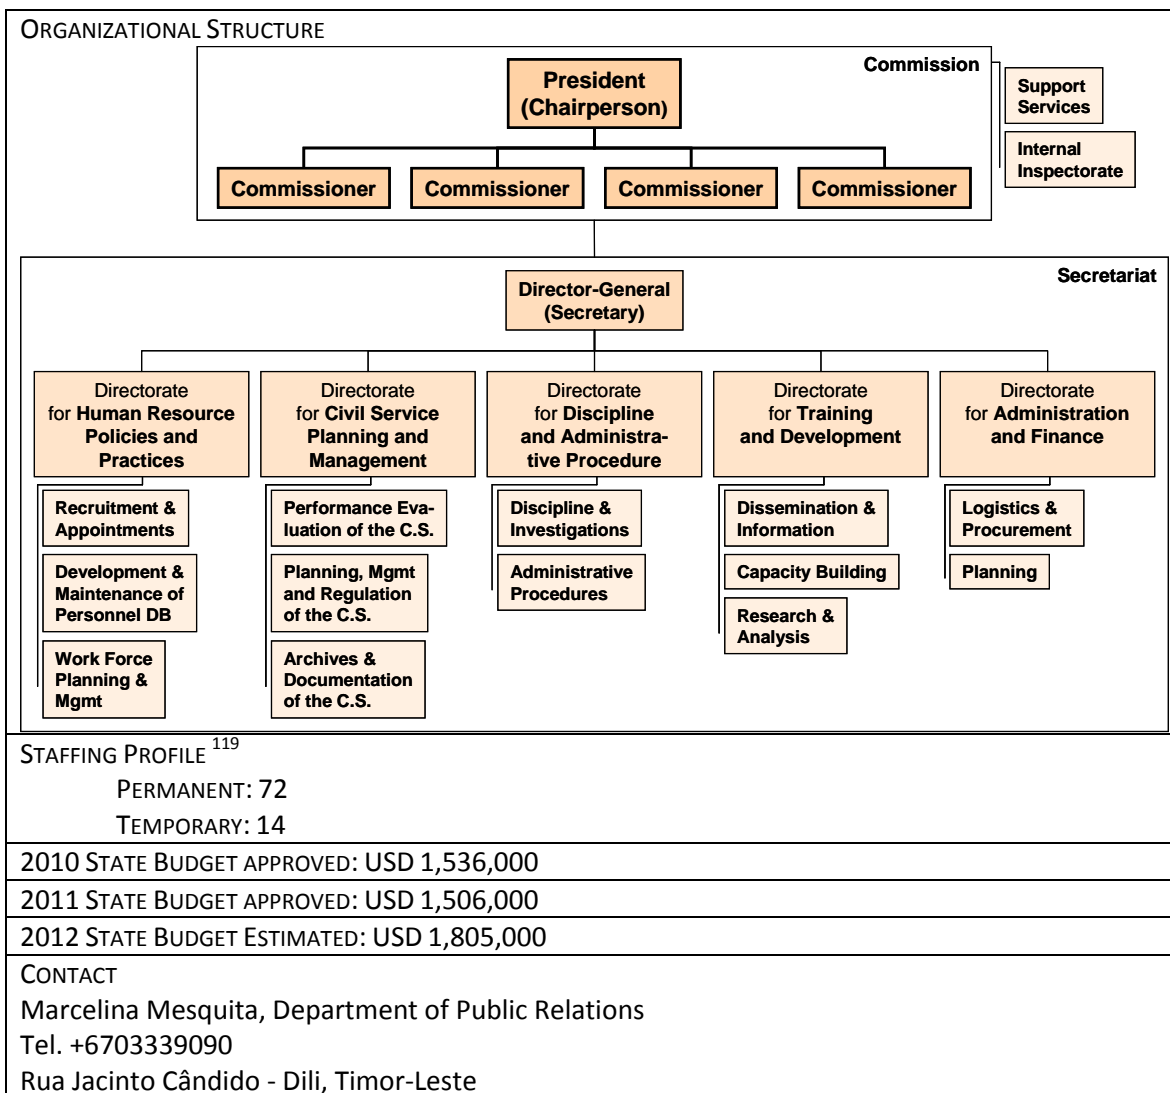 ORGANIZATIONAL STRUCTURE
Commission
President
(Chairperson)
Commissioner
Commissioner
Commissioner
Commissioner
Support
Services
Internal
Inspectorate
Secretariat
Director-General
(Secretary)
Directorate
for Human Resource
Policies and
Practices
Recruitment &
Appointments
Development &
Maintenance of
Personnel DB
Work Force
Planning &
Mgmt
Directorate
for Civil Service
Planning and
Management
Performance Eva-
luation of the C.S.
Planning, Mgmt
and Regulation
of the C.S.
Archives &
Documentation
of the C.S.
Directorate
for Discipline
and Administra-
tive Procedure
Discipline &
Investigations
Administrative
Procedures
Directorate
for Training
and Development
Dissemination &
Information
Capacity Building
Research &
Analysis
Directorate
for Administration
and Finance
Logistics &
Procurement
Planning
STAFFING PROFILE 119
PERMANENT: 72
TEMPORARY: 14
2010 STATE BUDGET APPROVED: USD 1,536,000
2011 STATE BUDGET APPROVED: USD 1,506,000
2012 STATE BUDGET ESTIMATED: USD 1,805,000
CONTACT
Marcelina Mesquita, Department of Public Relations
Tel. +6703339090
Rua Jacinto Cândido - Dili, Timor-Leste